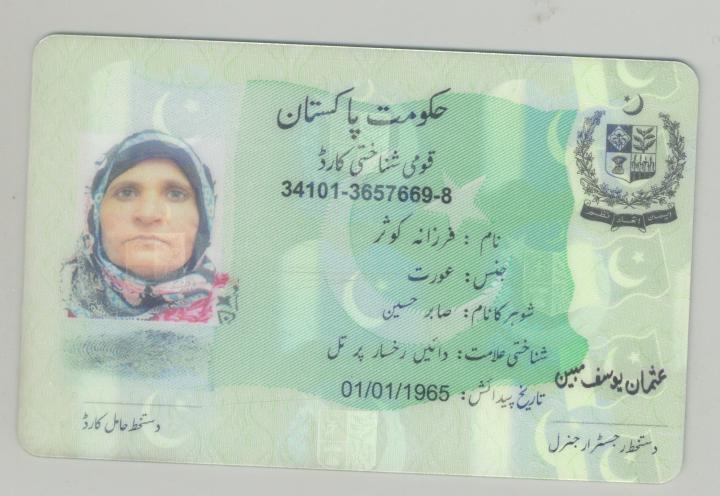 حکومت پاکستان
قومی شناختی کارڈ
34101-3657669-8
نام : فرزانہ کوثر
جنس: عورت
شوہر کا نام: صابر حسین
شناختی علامت: دائیں رخسار پر تل
تاریخ پیدائش: 01/01/1965
دستخط حامل کارڈ
ایمان اتحاد نظم
عثمان یوسف مبین
دستخط رجسٹرار جنرل